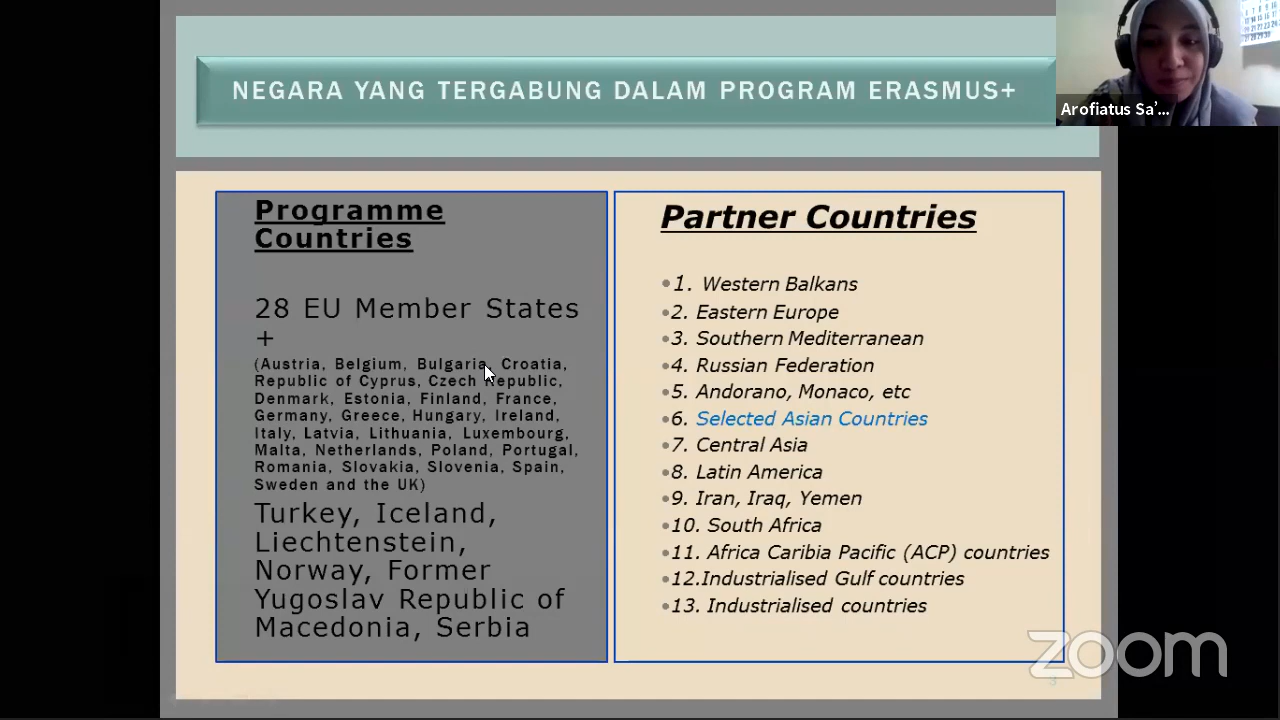 NEGARA YANG TERGABUNG DALAM PROGRAM ERASMUS+
Arofiatus Sa’...
Programme
Countries
28 EU Member States
+
(Austria, Belgium, Bulgaria, Croatia,
Republic of Cyprus, Czech Republic,
Denmark, Estonia, Finland, France,
Germany, Greece, Hungary, Ireland,
Italy, Latvia, Lithuania, Luxembourg,
Malta, Netherlands, Poland, Portugal,
Romania, Slovakia, Slovenia, Spain,
Sweden and the UK)
Turkey, Iceland,
Liechtenstein,
Norway, Former
Yugoslav Republic of
Macedonia, Serbia
Partner Countries
•1. Western Balkans
•2. Eastern Europe
•3. Southern Mediterranean
•4. Russian Federation
•5. Andorano, Monaco, etc
•6. Selected Asian Countries
•7. Central Asia
•8. Latin America
•9. Iran, Iraq, Yemen
•10. South Africa
•11. Africa Caribia Pacific (ACP) countries
•12.Industrialised Gulf countries
•13. Industrialised countries
zoom
3